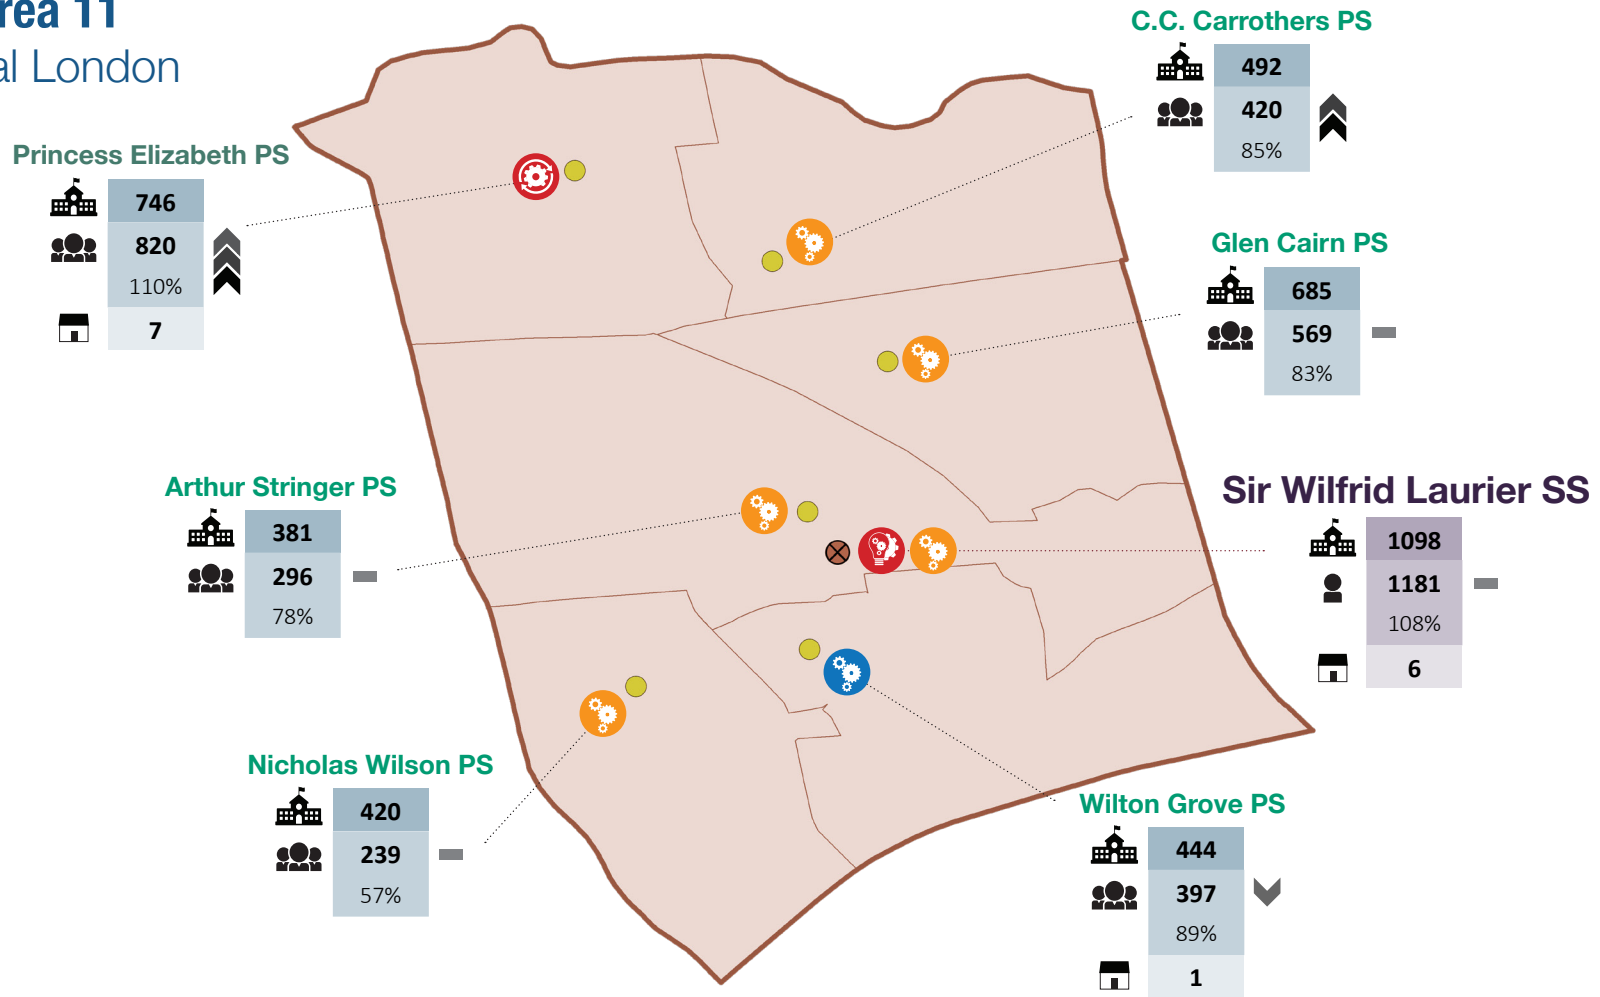 rea 11
al London
C.C. Carrothers PS
492
420
85%
Princess Elizabeth PS
746
820
110%
7
Glen Cairn PS
685
569
83%
Arthur Stringer PS
381
296
78%
Sir Wilfrid Laurier SS
1098
1181
108%
6
Nicholas Wilson PS
420
239
57%
Wilton Grove PS
444
397
89%
1